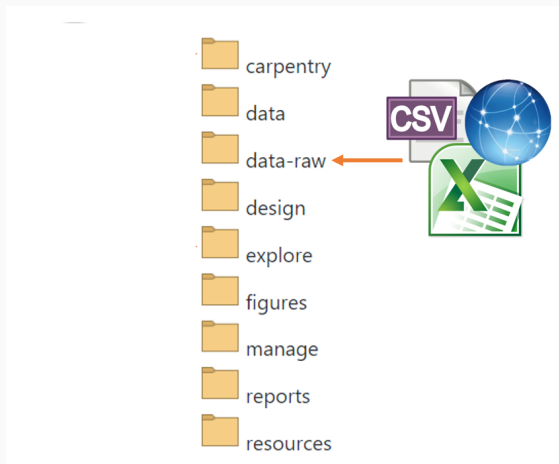 carpentry
data
data-raw
CSV
X
design
explore
figures
manage
reports
resources